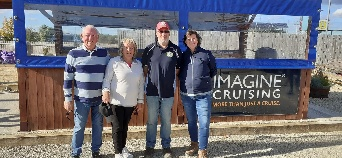 IMAGINE
CRUISING
MORE THAN JUST A CRUISE.